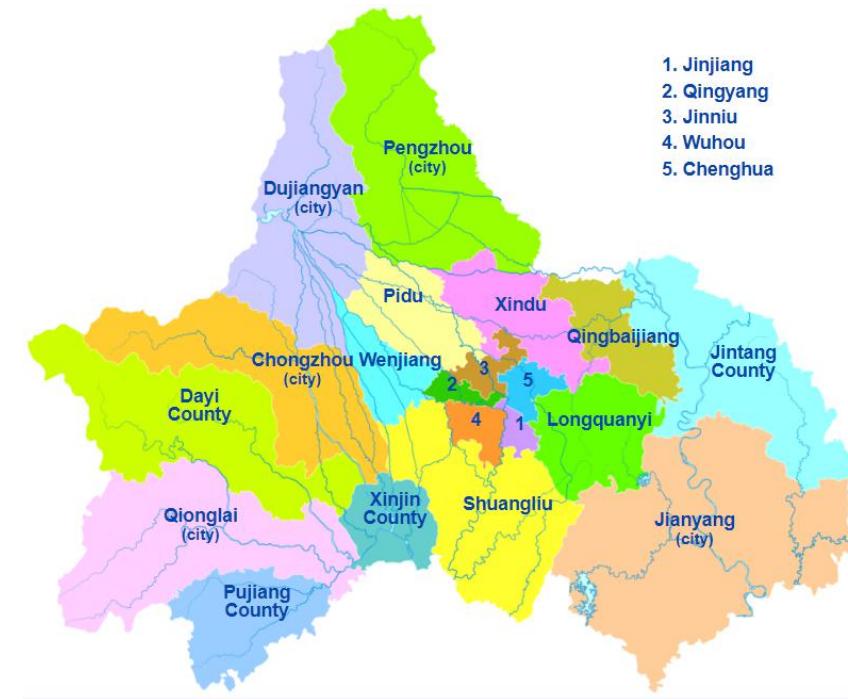 1. Jinjiang
2. Qingyang
3. Jinniu
4. Wuhou
5. Chenghua
Pengzhou
(city)
Dujiangyan
(city)
Pidu
Xindu
Qingbaijiang
Jintang
County
Chongzhou
(city)
Wenjiang
3
5
2
Dayi
County
4
1
Longquanyi
Qionglai
(city)
Xinjin
County
Shuangliu
Jianyang
(city)
Pujiang
County